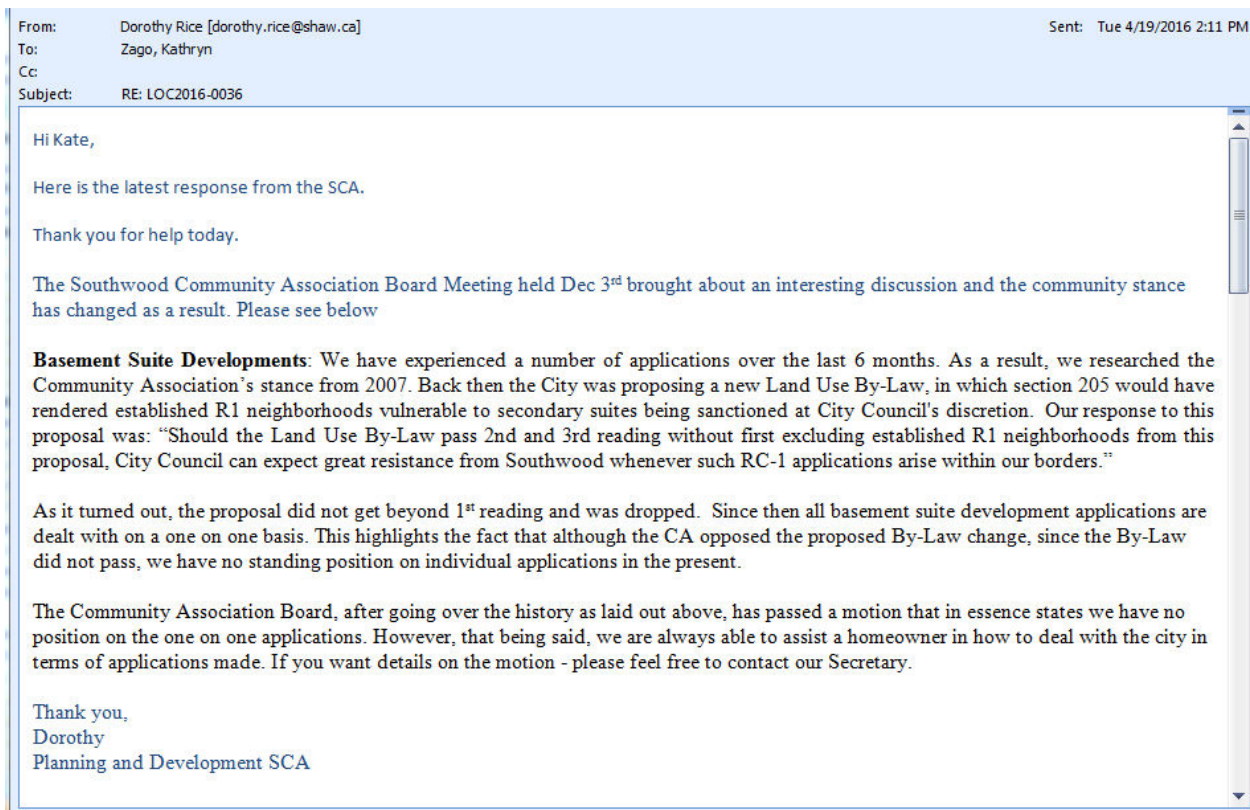 From: Dorothy Rice [dorothy.rice@shaw.ca] Sent: Tue 4/19/2016 2:11 PM
To: Zago, Kathryn
Cc:
Subject: RE: LOC2016-0036
Hi Kate,
Here is the latest response from the SCA.
Thank you for help today.
The Southwood Community Association Board Meeting held Dec 3rd brought about an interesting discussion and the community stance
has changed as a result. Please see below
Basement Suite Developments: We have experienced a number of applications over the last 6 months. As a result, we researched the
Community Association's stance from 2007. Back then the City was proposing a new Land Use By-Law, in which section 205 would have
rendered established R1 neighborhoods vulnerable to secondary suites being sanctioned at City Council's discretion. Our response to this
proposal was: “Should the Land Use By-Law pass 2nd and 3rd reading without first excluding established R1 neighborhoods from this
proposal, City Council can expect great resistance from Southwood whenever such RC-1 applications arise within our borders.”
As it turned out, the proposal did not get beyond 1st reading and was dropped. Since then all basement suite development applications are
dealt with on a one on one basis. This highlights the fact that although the CA opposed the proposed By-Law change, since the By-Law
did not pass, we have no standing position on individual applications in the present.
The Community Association Board, after going over the history as laid out above, has passed a motion that in essence states we have no
position on the one on one applications. However, that being said, we are always able to assist a homeowner in how to deal with the city in
terms of applications made. If you want details on the motion - please feel free to contact our Secretary.
Thank you,
Dorothy
Planning and Development SCA